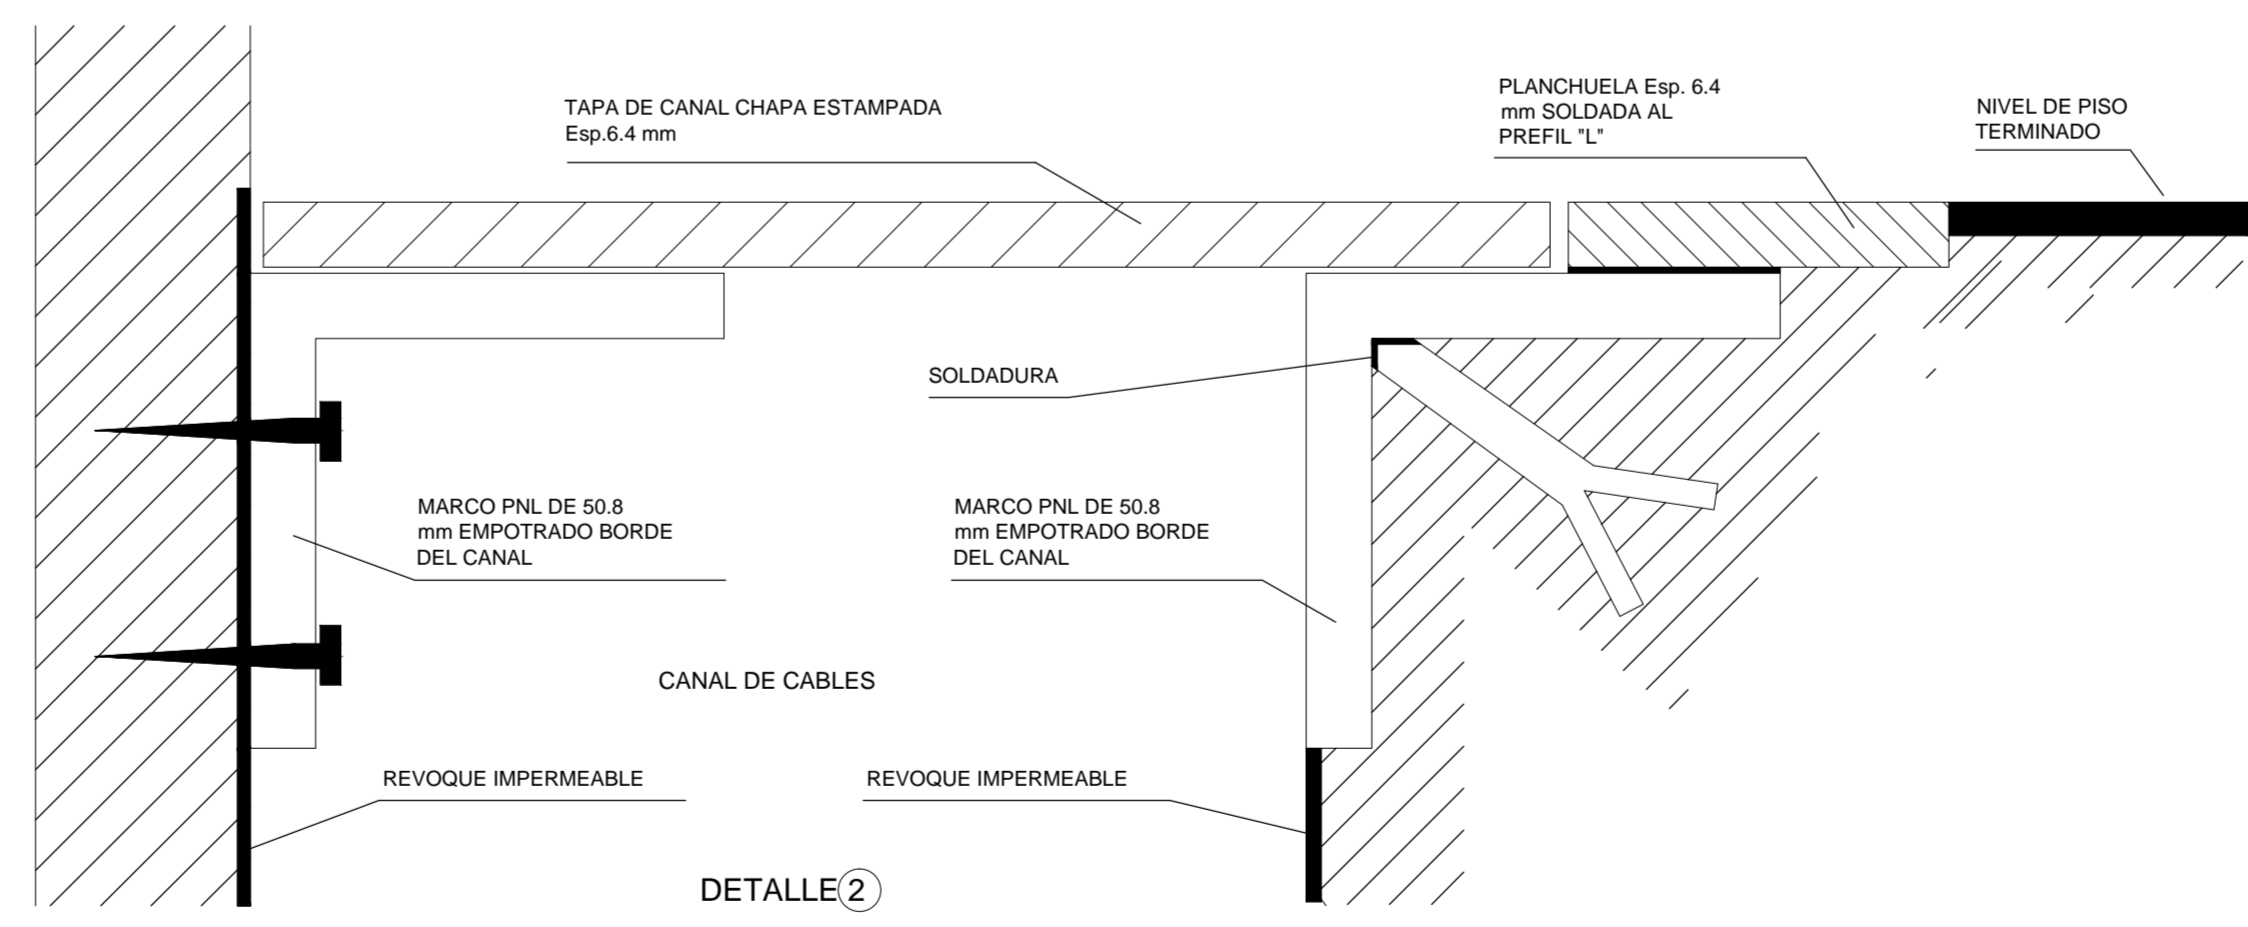 TAPA DE CANAL CHAPA ESTAMPADA
Esp.6.4 mm
PLANCHUELA Esp. 6.4
mm SOLDADA AL
PREFIL "L"
NIVEL DE PISO
TERMINADO
SOLDADURA
MARCO PNL DE 50.8
mm EMPOTRADO BORDE
DEL CANAL
MARCO PNL DE 50.8
mm EMPOTRADO BORDE
DEL CANAL
CANAL DE CABLES
REVOQUE IMPERMEABLE
REVOQUE IMPERMEABLE
DETALLE 2